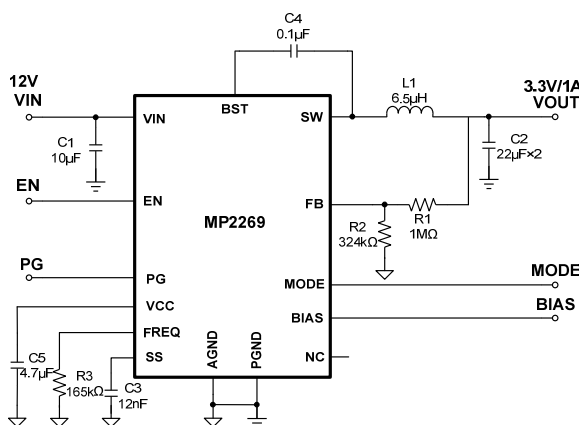 C4
0.1μF
12V
VIN
BST
VIN
SW
L1
6.5μH
3.3V/1A
VOUT
C1
10μF
C2
22μF×2
EN
EN
FB
R1
1MΩ
R2
324kΩ
MP2269
PG
PG
MODE
MODE
VCC
BIAS
BIAS
FREQ
SS
AGND
PGND
NC
C5
4.7μF
R3
165kΩ
C3
12nF